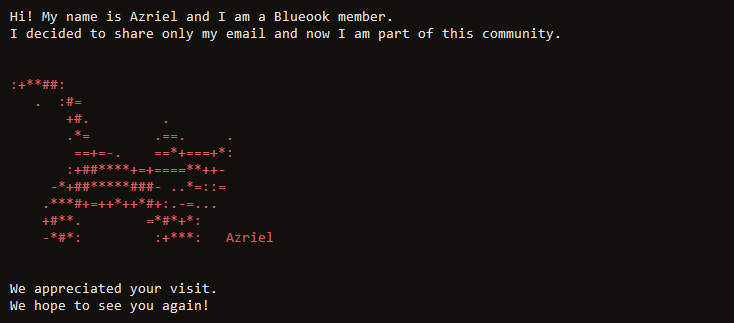 Hi! My name is Azriel and I am a Blueook member.
I decided to share only my email and now I am part of this community.
Azriel
We appreciated your visit.
We hope to see you again!